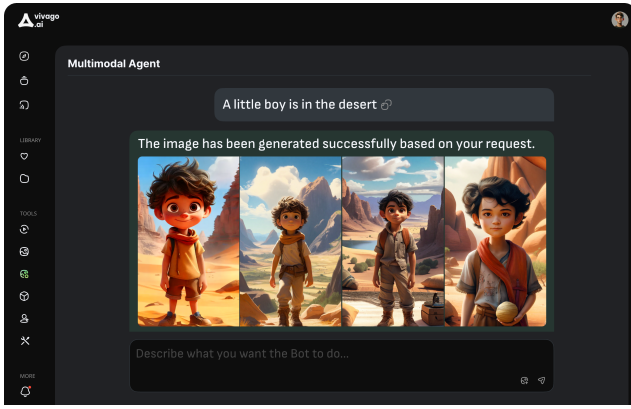 vivago
.ai
Multimodal Agent
A little boy is in the desert
The image has been generated successfully based on your request.
LIBRARY
TOOLS
Describe what you want the Bot to do...
MORE